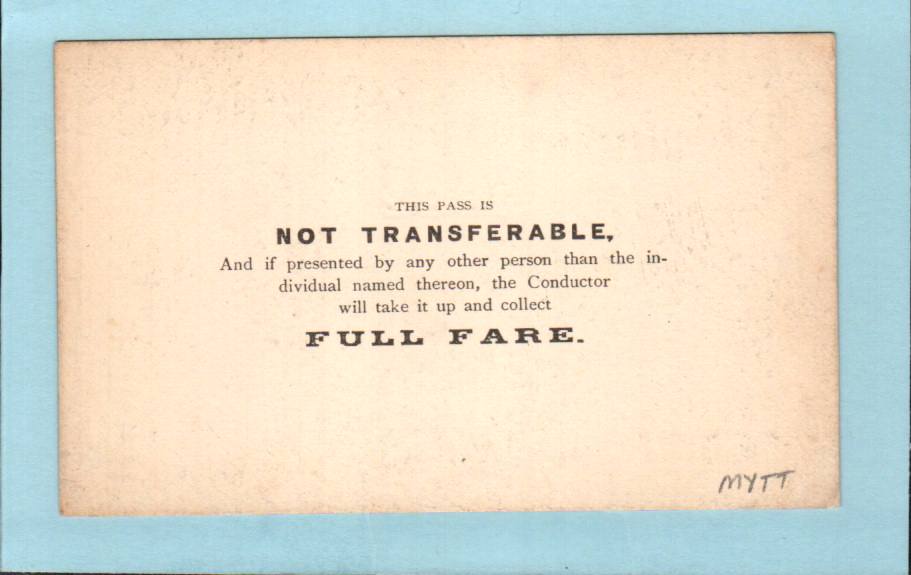 THIS PASS IS
NOT TRANSFERABLE,
And if presented by any other person than the in-
dividual named thereon, the Conductor
will take it up and collect
FULL FARE.
MYTT